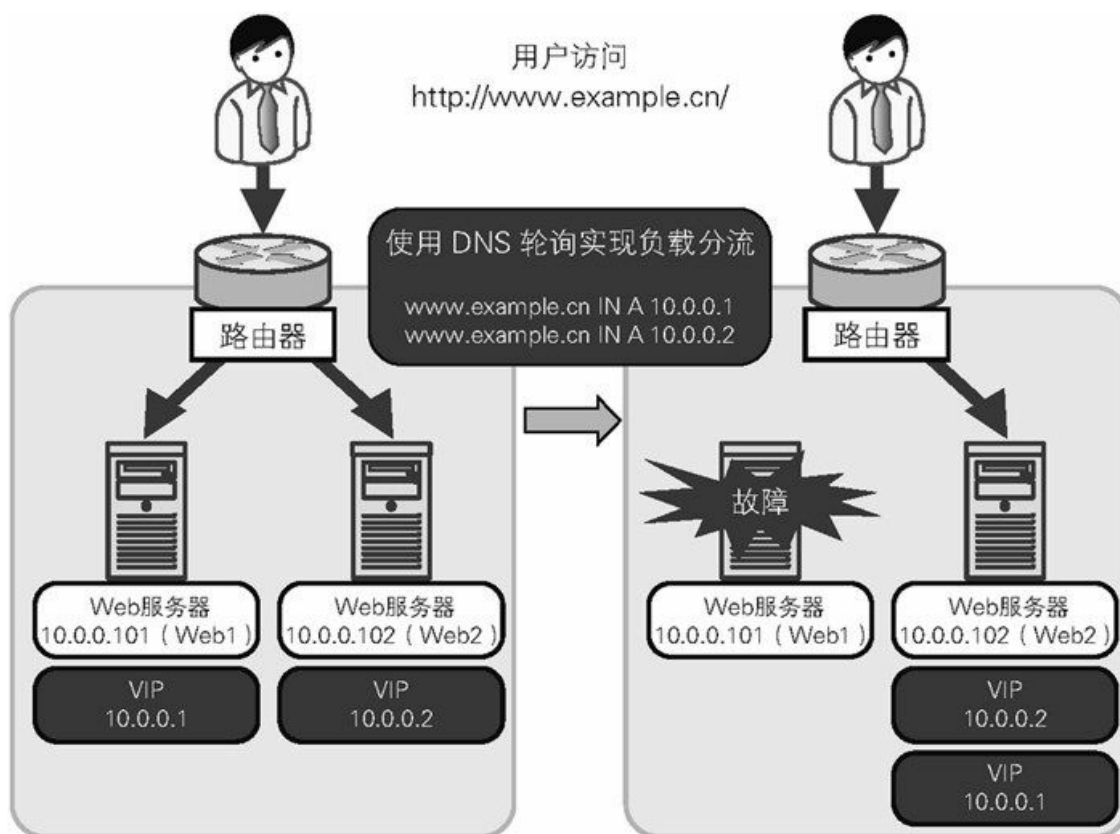 用户访问
http://www.example.cn/
使用 DNS 轮询实现负载分流
www.example.cn IN A 10.0.0.1
www.example.cn IN A 10.0.0.2
路由器
路由器
故障
Web服务器
10.0.0.101（Web1）
Web服务器
10.0.0.102（Web2）
Web服务器
10.0.0.101（Web1）
Web服务器
10.0.0.102（Web2）
VIP
10.0.0.1
VIP
10.0.0.2
VIP
10.0.0.2
VIP
10.0.0.1